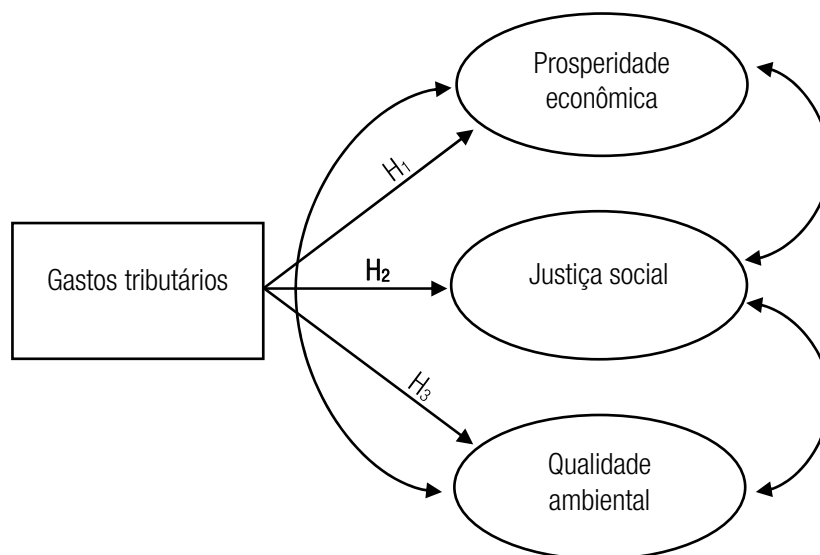 Prosperidade
econômica
H₁
Gastos tributários
H₂
Justiça social
H₃
Qualidade
ambiental